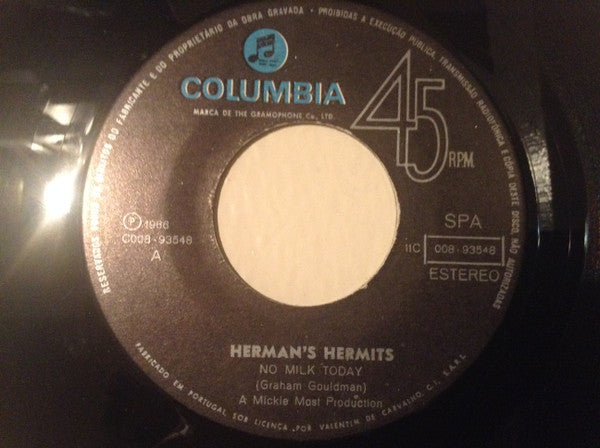 RESERVADOS TODOS OS DIREITOS DO FABRICANTE E DO PROPRIETÁRIO DA OBRA GRAVADA - PROIBIDAS A EXECUÇÃO PÚBLICA, TRANSMISSÃO RADIOFÓNICA E CÓPIA DESTE DISCO, NÃO AUTORIZADAS
COLUMBIA
MARCA DE THE GRAMOPHONE Co., LTD.
45
RPM
Ⓟ 1966
C008-93548
A
SPA
11C 008-93548
ESTEREO
HERMAN'S HERMITS
NO MILK TODAY
(Graham Gouldman)
A Mickie Most Production
FABRICADO EM PORTUGAL SOB LICENÇA, POR VALENTIM DE CARVALHO, C.I. S.A.R.L.